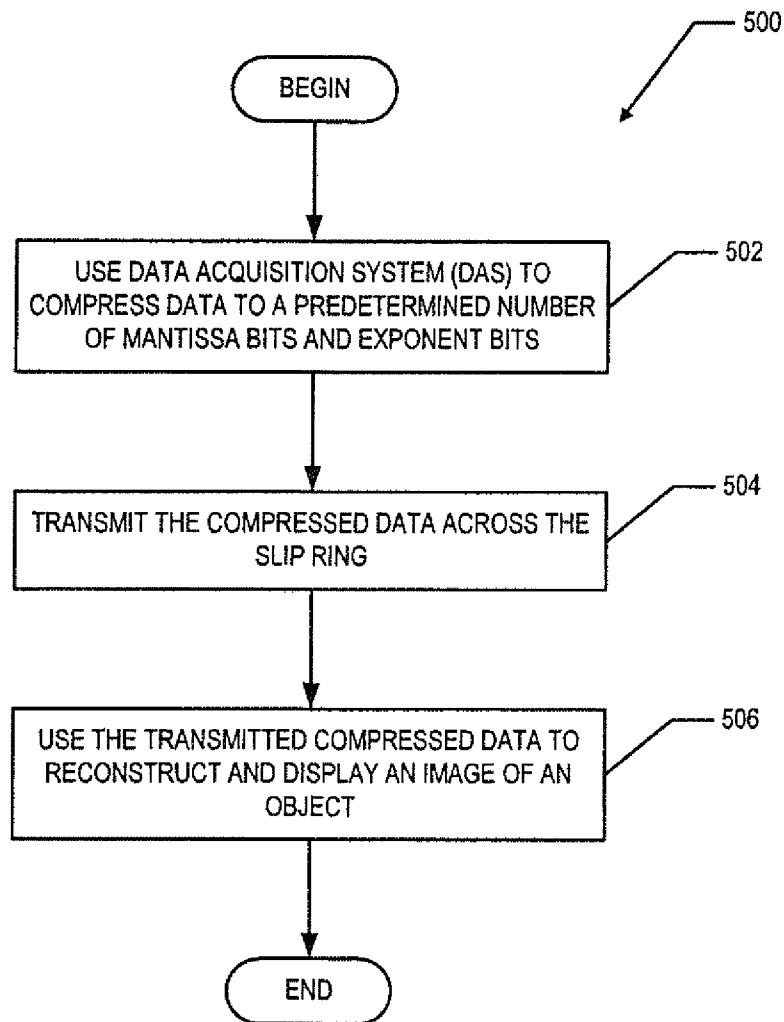 500
BEGIN
502
USE DATA ACQUISITION SYSTEM (DAS) TO
COMPRESS DATA TO A PREDETERMINED NUMBER
OF MANTISSA BITS AND EXPONENT BITS
504
TRANSMIT THE COMPRESSED DATA ACROSS THE
SLIP RING
506
USE THE TRANSMITTED COMPRESSED DATA TO
RECONSTRUCT AND DISPLAY AN IMAGE OF AN
OBJECT
END